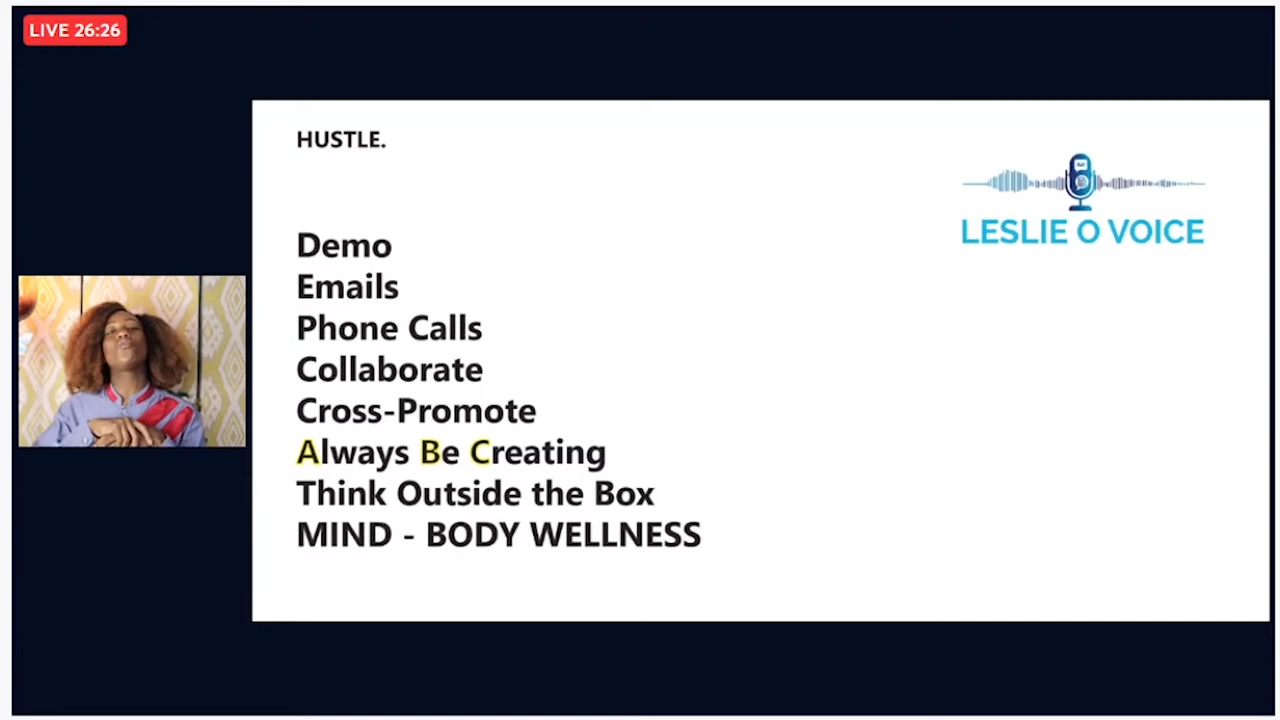 LIVE 26:26
HUSTLE.
LESLIE O VOICE
Demo
Emails
Phone Calls
Collaborate
Cross-Promote
Always Be Creating
Think Outside the Box
MIND - BODY WELLNESS